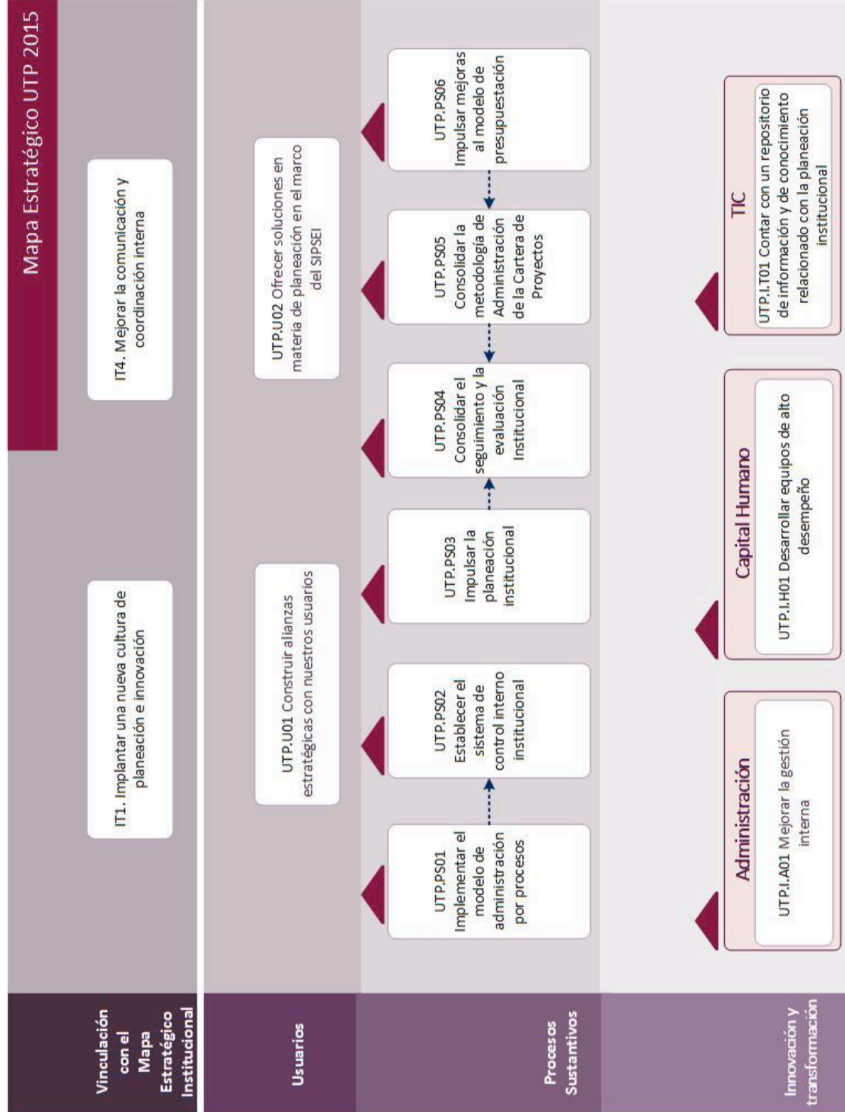 Mapa Estratégico UTP 2015
Vinculación
con el
Mapa
Estratégico
Institucional
IT1. Implantar una nueva cultura de
planeación e innovación
IT4. Mejorar la comunicación y
coordinación interna
Usuarios
UTP.U01 Construir alianzas
estratégicas con nuestros usuarios
UTP.U02 Ofrecer soluciones en
materia de planeación en el marco
del SIPSEI
Procesos
Sustantivos
UTP.PS01
Implementar el
modelo de
administración
por procesos
UTP.PS02
Establecer el
sistema de
control interno
institucional
UTP.PS03
Impulsar la
planeación
institucional
UTP.PS04
Consolidar el
seguimiento y la
evaluación
Institucional
UTP.PS05
Consolidar la
metodología de
Administración
de la Cartera de
Proyectos
UTP.PS06
Impulsar mejoras
al modelo de
presupuestación
Innovación y
transformación
Administración
UTP.I.A01 Mejorar la gestión
interna
Capital Humano
UTP.I.H01 Desarrollar equipos de alto
desempeño
TIC
UTP.I.T01 Contar con un repositorio
de información y de conocimiento
relacionado con la planeación
institucional